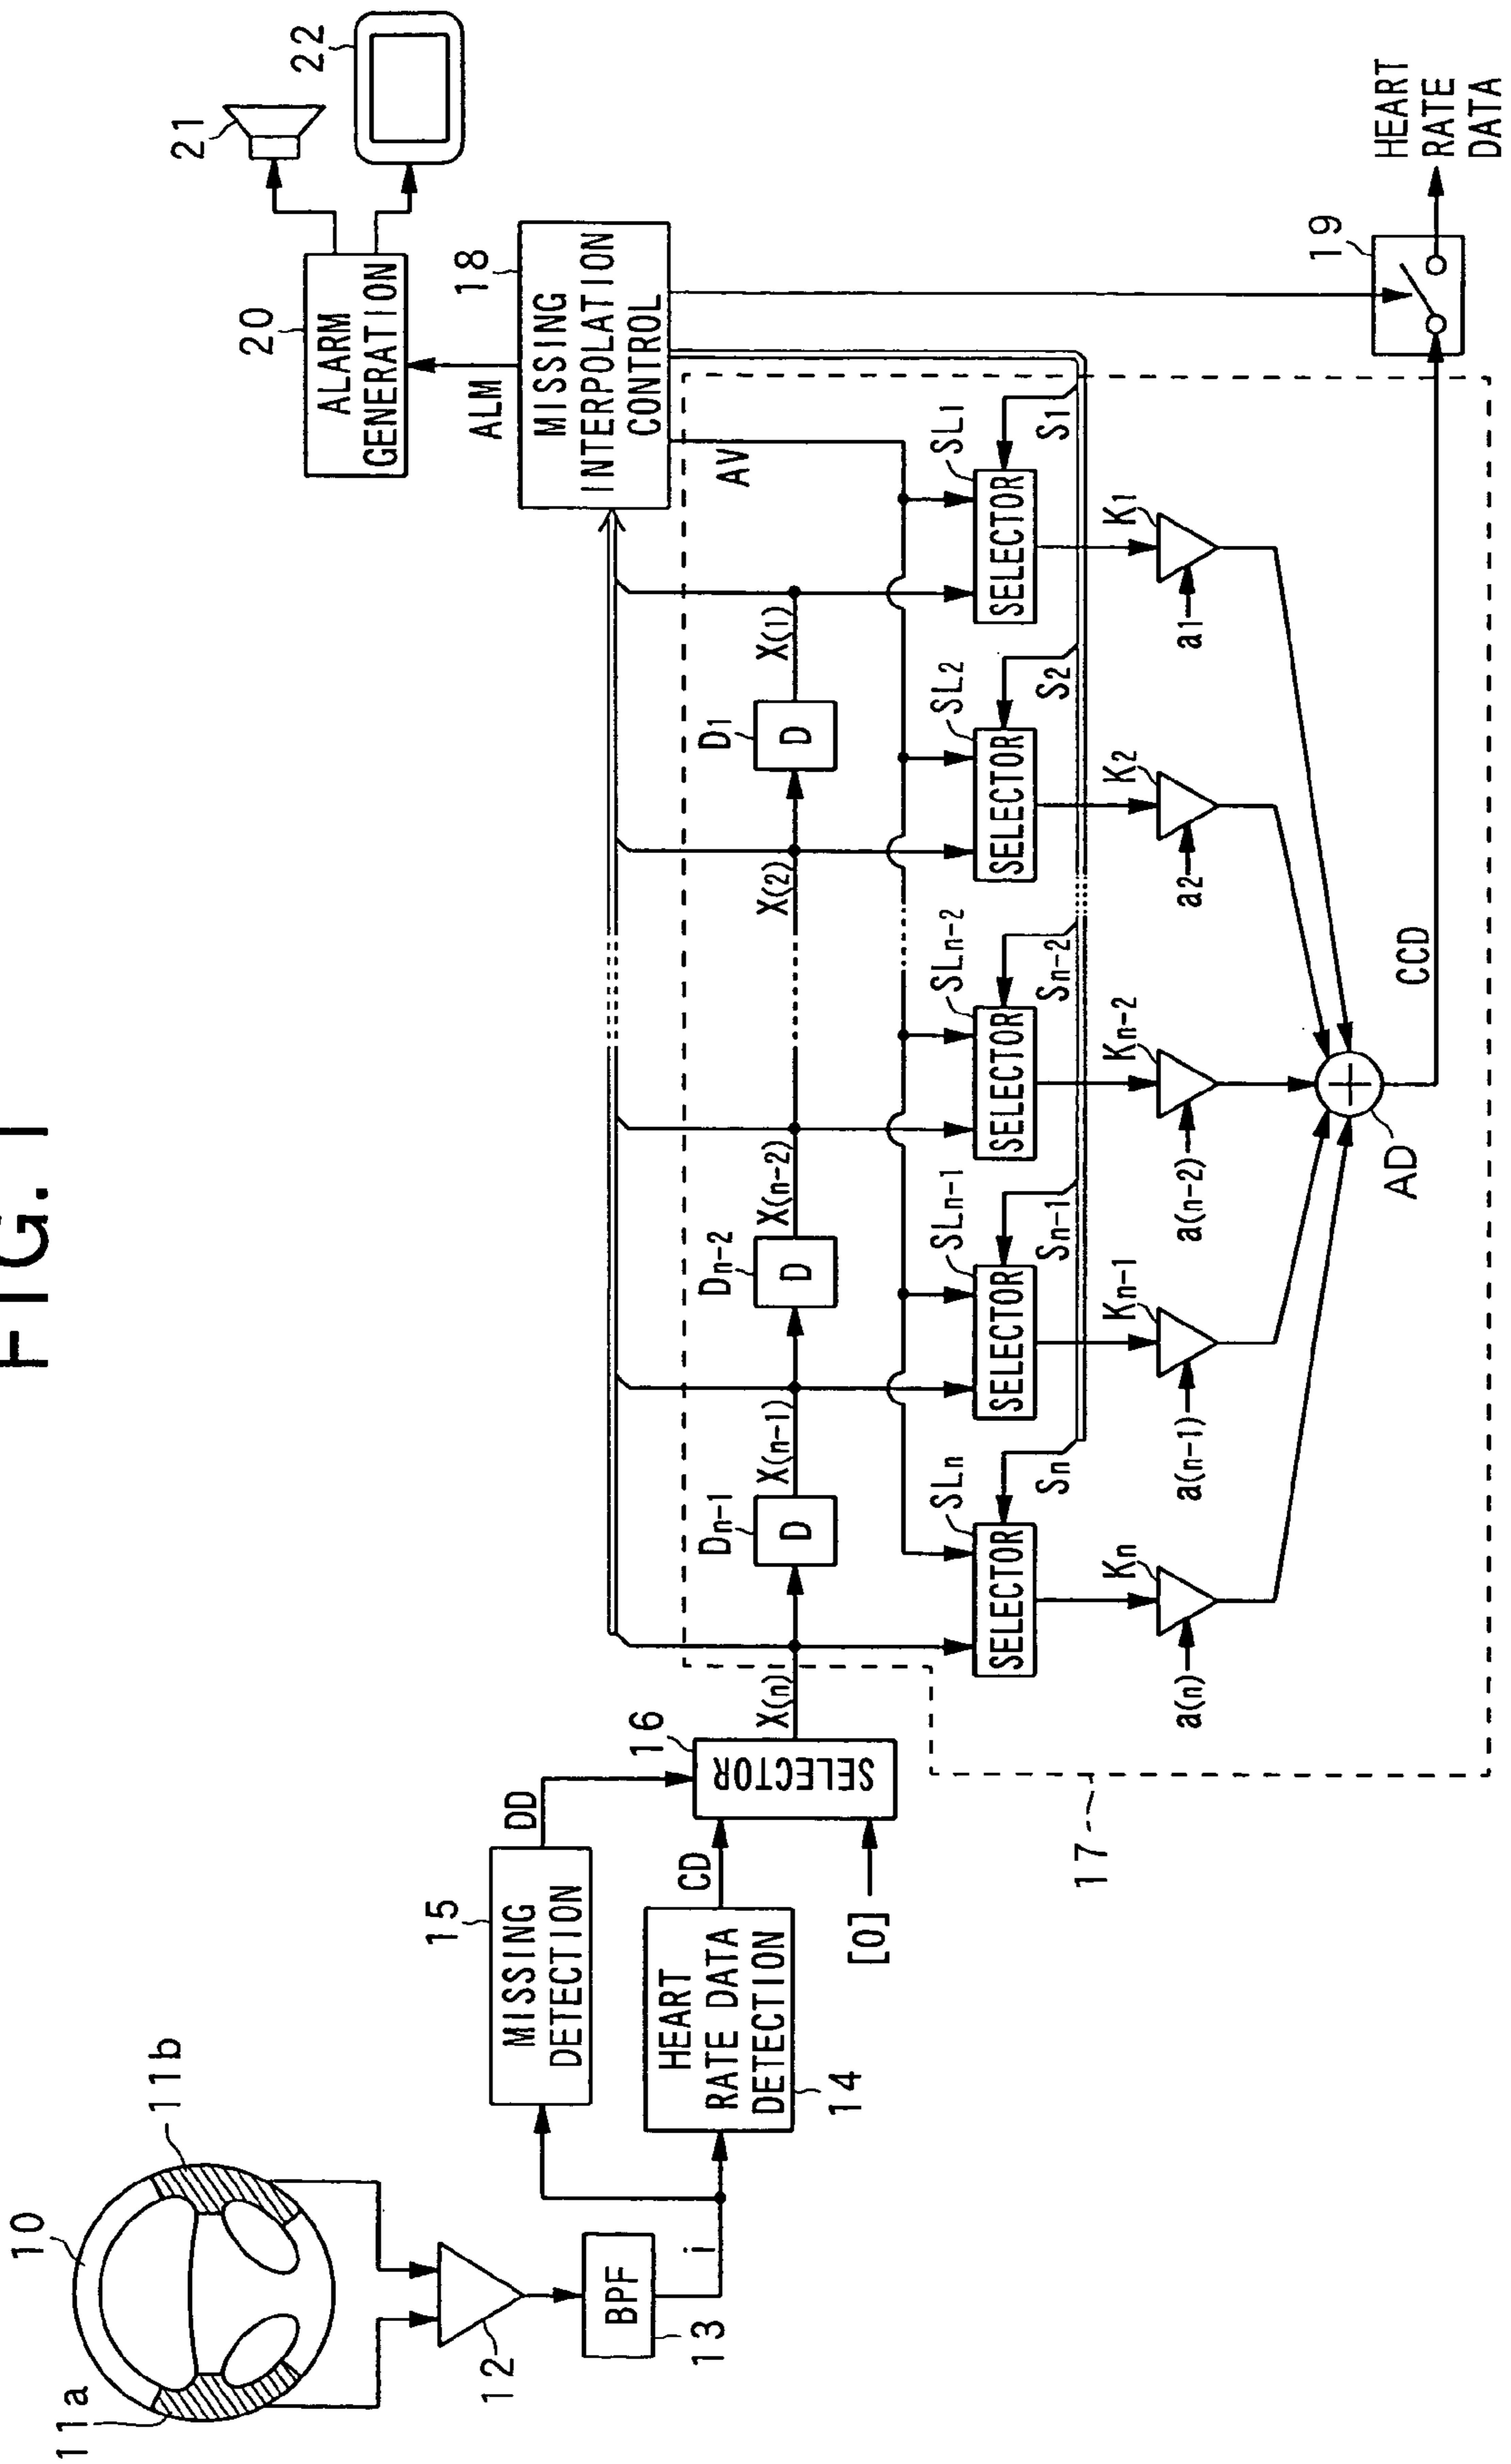 FIG. 1
10
11a
11b
12
BPF
13
i
15
MISSING
DETECTION
DD
HEART
RATE DATA
DETECTION
14
CD
[0]
16
SELECTOR
X(n)
17
Dn-1
D
X(n-1)
Dn-2
D
X(n-2)
X(2)
D1
D
X(1)
20
ALARM
GENERATION
21
22
ALM
18
MISSING
INTERPOLATION
CONTROL
AV
SLn
SELECTOR
Sn
SLn-1
SELECTOR
Sn-1
SLn-2
SELECTOR
Sn-2
SL2
SELECTOR
S2
SL1
SELECTOR
S1
Kn
a(n)
Kn-1
a(n-1)
Kn-2
a(n-2)
K2
a2
K1
a1
AD
CCD
19
HEART
RATE
DATA